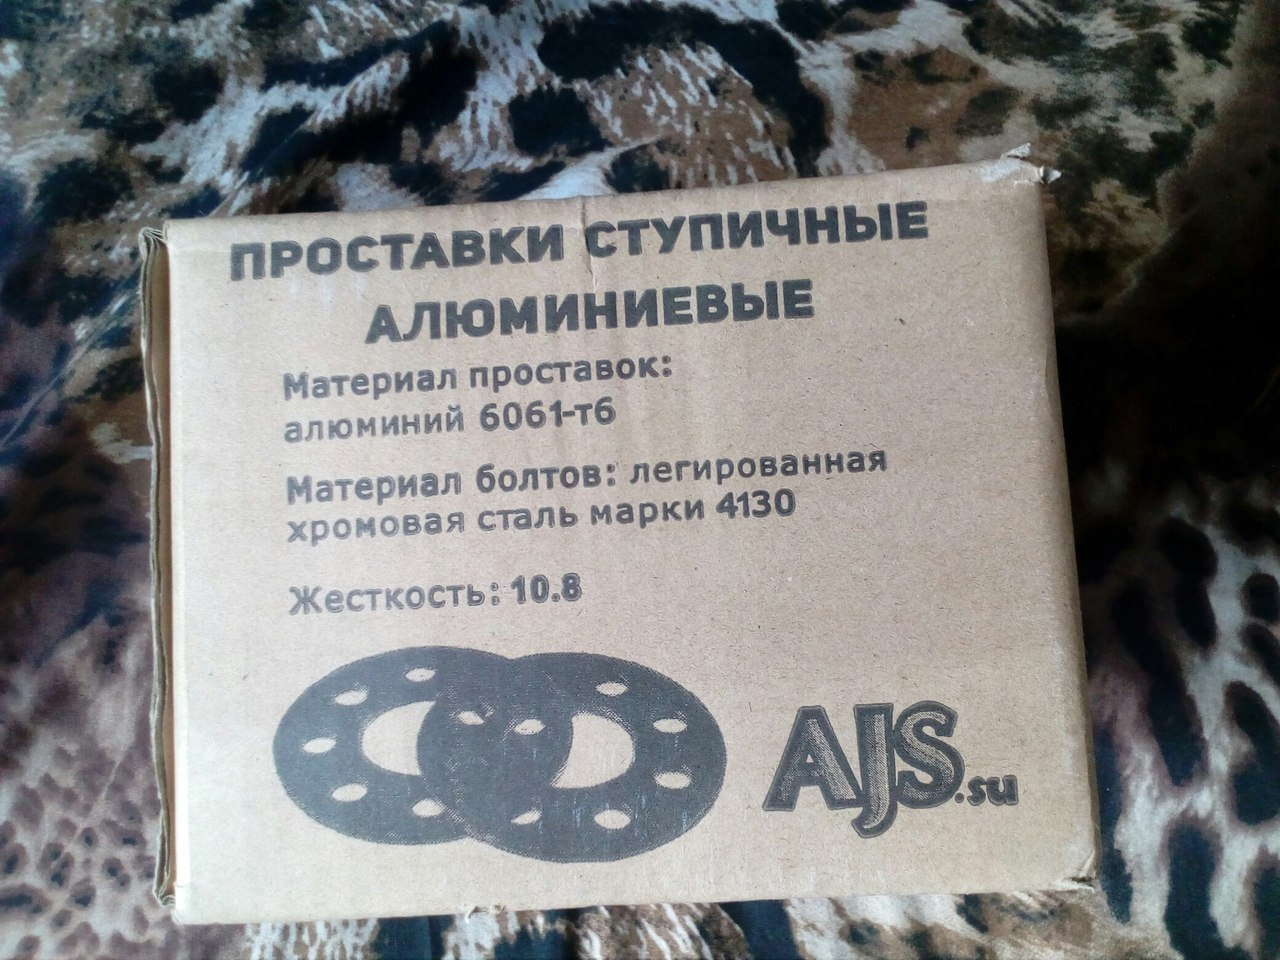 ПРОСТАВКИ СТУПИЧНЫЕ
АЛЮМИНИЕВЫЕ
Материал проставок:
алюминий 6061-т6
Материал болтов: легированная
хромовая сталь марки 4130
Жесткость: 10.8
AJS.su